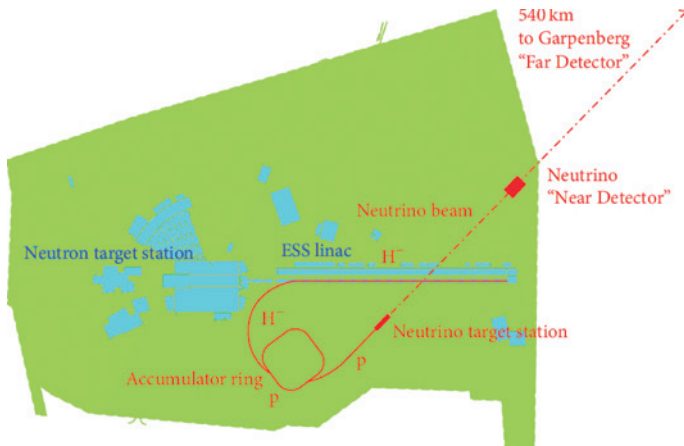 540 km
to Garpenberg
“Far Detector”
Neutrino
“Near Detector”
Neutrino beam
Neutron target station
ESS linac
H⁻
H⁻
Neutrino target station
Accumulator ring
p
p